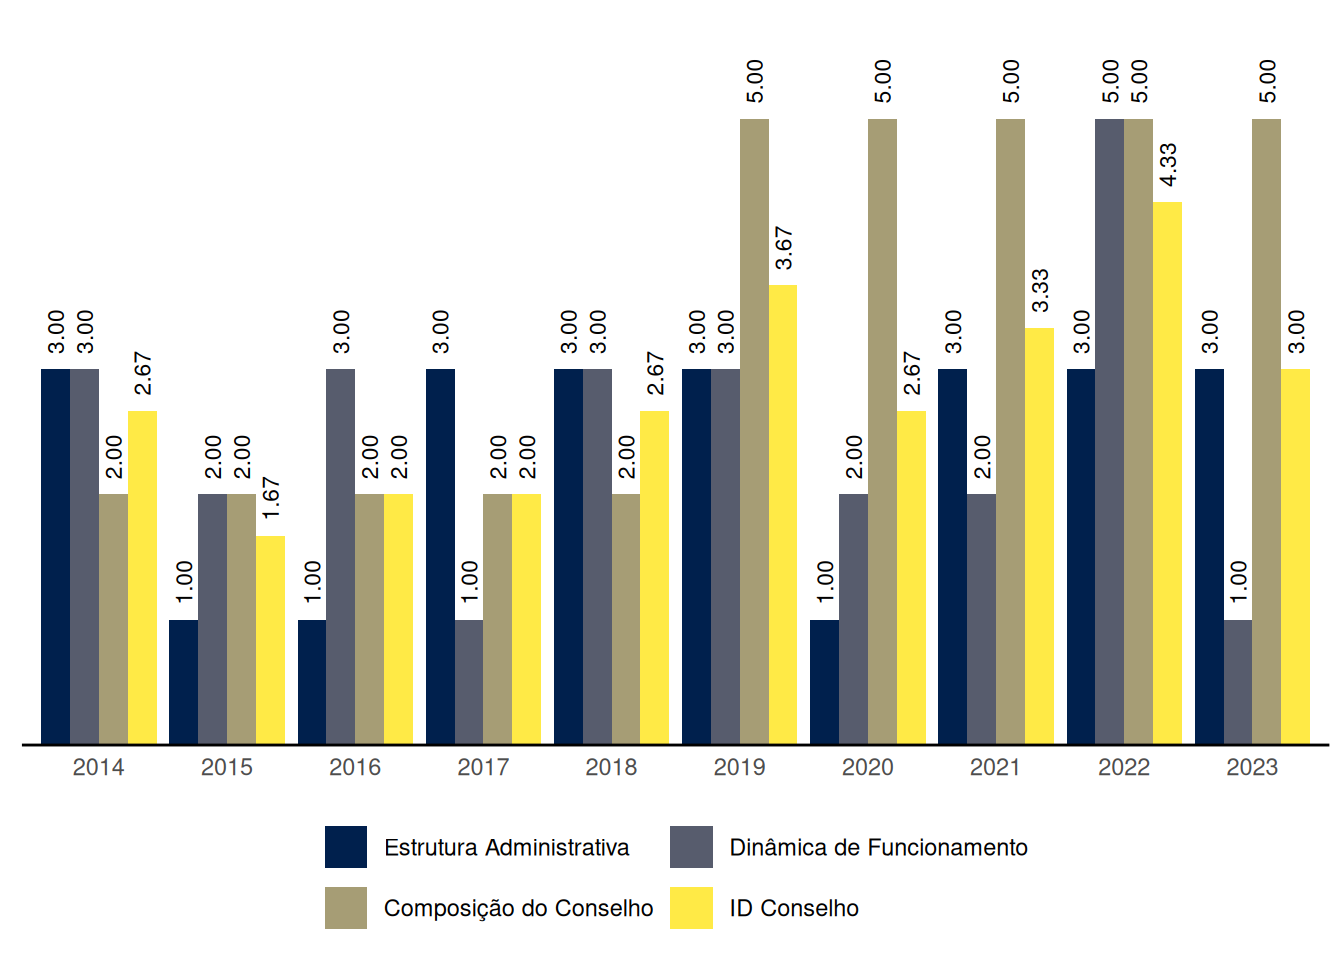 3.00 3.00 2.00 2.67 1.00 2.00 2.00 1.67 1.00 3.00 2.00 2.00 3.00 1.00 2.00 2.00 3.00 3.00 2.00 2.67 3.00 3.00 5.00 3.67 1.00 2.00 5.00 2.67 3.00 2.00 5.00 3.33 3.00 5.00 5.00 4.33 3.00 1.00 5.00 3.00
2014 2015 2016 2017 2018 2019 2020 2021 2022 2023
Estrutura Administrativa Dinâmica de Funcionamento
Composição do Conselho ID Conselho